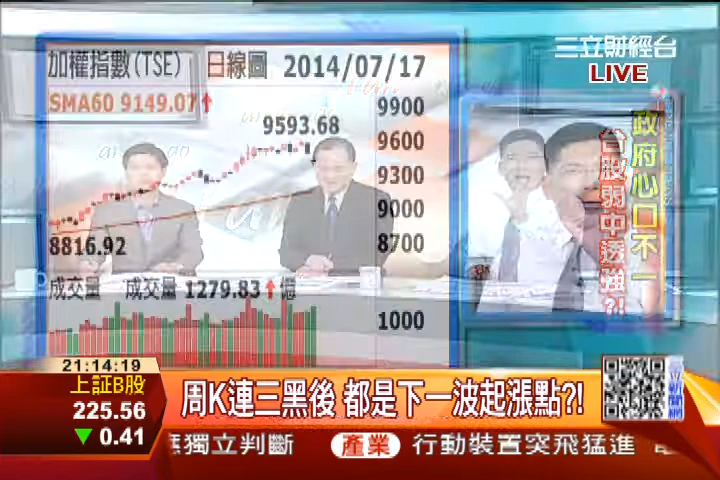 三立財經台
LIVE
加權指數(TSE) 日線圖 2014/07/17
SMA60 9149.07↑
9593.68
8816.92
9900
9600
9300
9000
8700
成交量 成交量 1279.83↑億
1000
政府心口不一
台股弱中透強?!
21:14:19
上証B股
225.56
▼0.41
周K連三黑後 都是下一波起漲點?!
獨立判斷 產業 行動裝置突飛猛進